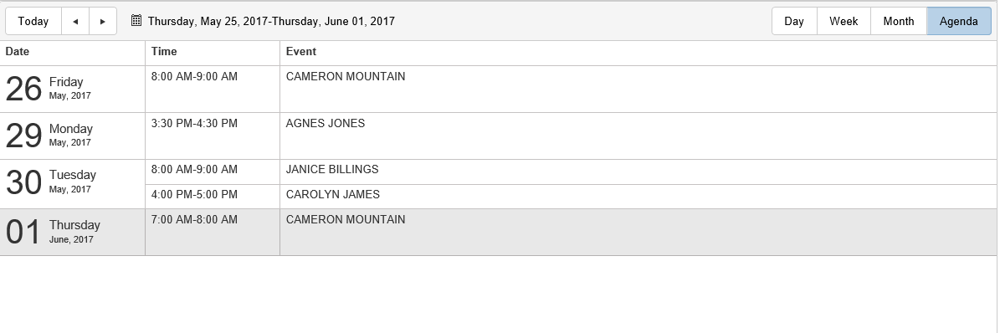 Today ◄ ► Thursday, May 25, 2017-Thursday, June 01, 2017 Day Week Month Agenda
Date Time Event
26 Friday May, 2017 8:00 AM-9:00 AM CAMERON MOUNTAIN
29 Monday May, 2017 3:30 PM-4:30 PM AGNES JONES
30 Tuesday May, 2017 8:00 AM-9:00 AM JANICE BILLINGS
4:00 PM-5:00 PM CAROLYN JAMES
01 Thursday June, 2017 7:00 AM-8:00 AM CAMERON MOUNTAIN